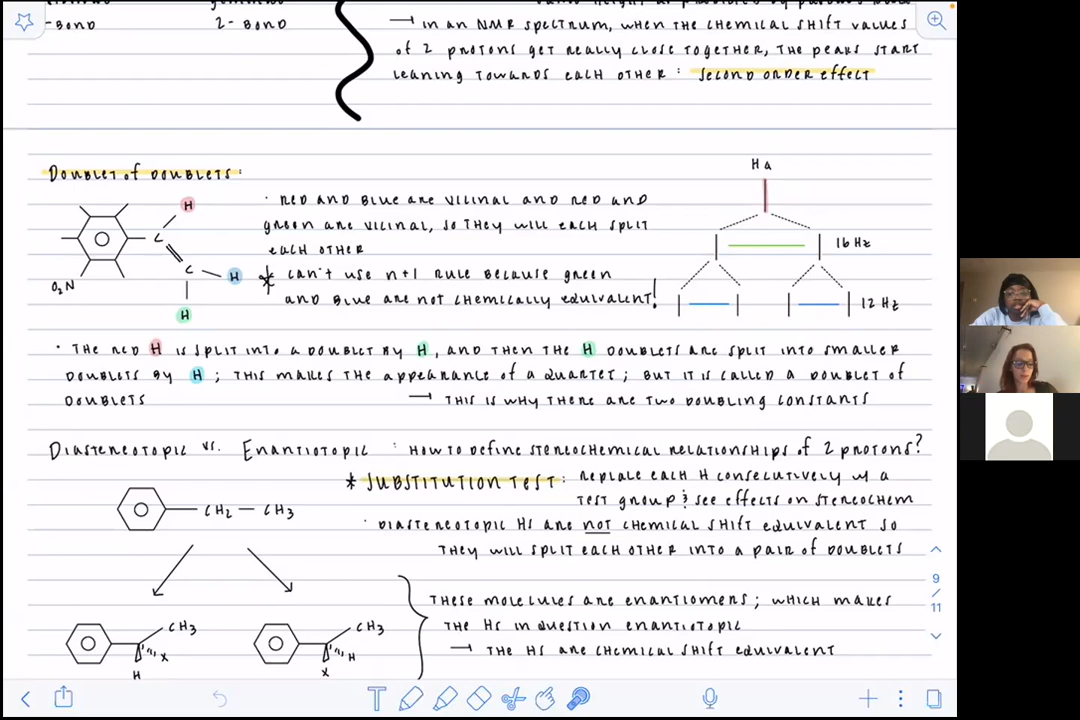 -BOND 2- BOND
→ IN AN NMR SPECTRUM, WHEN THE CHEMICAL SHIFT VALUES
OF 2 PROTONS GET REALLY CLOSE TOGETHER, THE PEAKS START
LEANING TOWARDS EACH OTHER : SECOND ORDER EFFECT
DOUBLET OF DOUBLETS:
· RED AND BLUE ARE VICINAL AND RED AND
GREEN ARE VICINAL, SO THEY WILL EACH SPLIT
EACH OTHER
* CAN'T USE n+1 RULE BECAUSE GREEN
AND BLUE ARE NOT CHEMICALLY EQUIVALENT!
H
C
C
H
H
O₂N
Ha
16 Hz
12 Hz
· THE RED H IS SPLIT INTO A DOUBLET BY H, AND THEN THE H DOUBLETS ARE SPLIT INTO SMALLER
DOUBLETS BY H ; THIS MAKES THE APPEARANCE OF A QUARTET; BUT IT IS CALLED A DOUBLET OF
DOUBLETS → THIS IS WHY THERE ARE TWO DOUBLING CONSTANTS
DIASTEREOTOPIC VS. ENANTIOTOPIC : HOW TO DEFINE STEREOCHEMICAL RELATIONSHIPS OF 2 PROTONS?
* SUBSTITUTION TEST: REPLACE EACH H CONSECUTIVELY W/ A
TEST GROUP & SEE EFFECTS ON STEREOCHEM
· DIASTEREOTOPIC Hs ARE NOT CHEMICAL SHIFT EQUIVALENT SO
THEY WILL SPLIT EACH OTHER INTO A PAIR OF DOUBLETS
CH₂ — CH₃
THESE MOLECULES ARE ENANTIOMERS; WHICH MAKES
THE HS IN QUESTION ENANTIOTOPIC
→ THE HS ARE CHEMICAL SHIFT EQUIVALENT
CH3
X
H
CH3
H
X
9
/
11
T